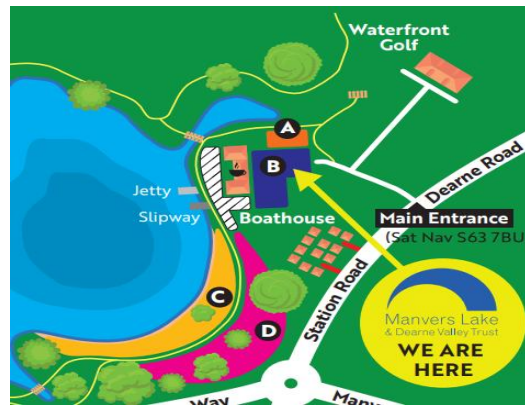 Waterfront
Golf
A
B
Jetty
Slipway
Boathouse
Dearne Road
Main Entrance
(Sat Nav S63 7BU
Station Road
C
D
Manvers Lake
& Dearne Valley Trust
WE ARE
HERE
Way
Manv